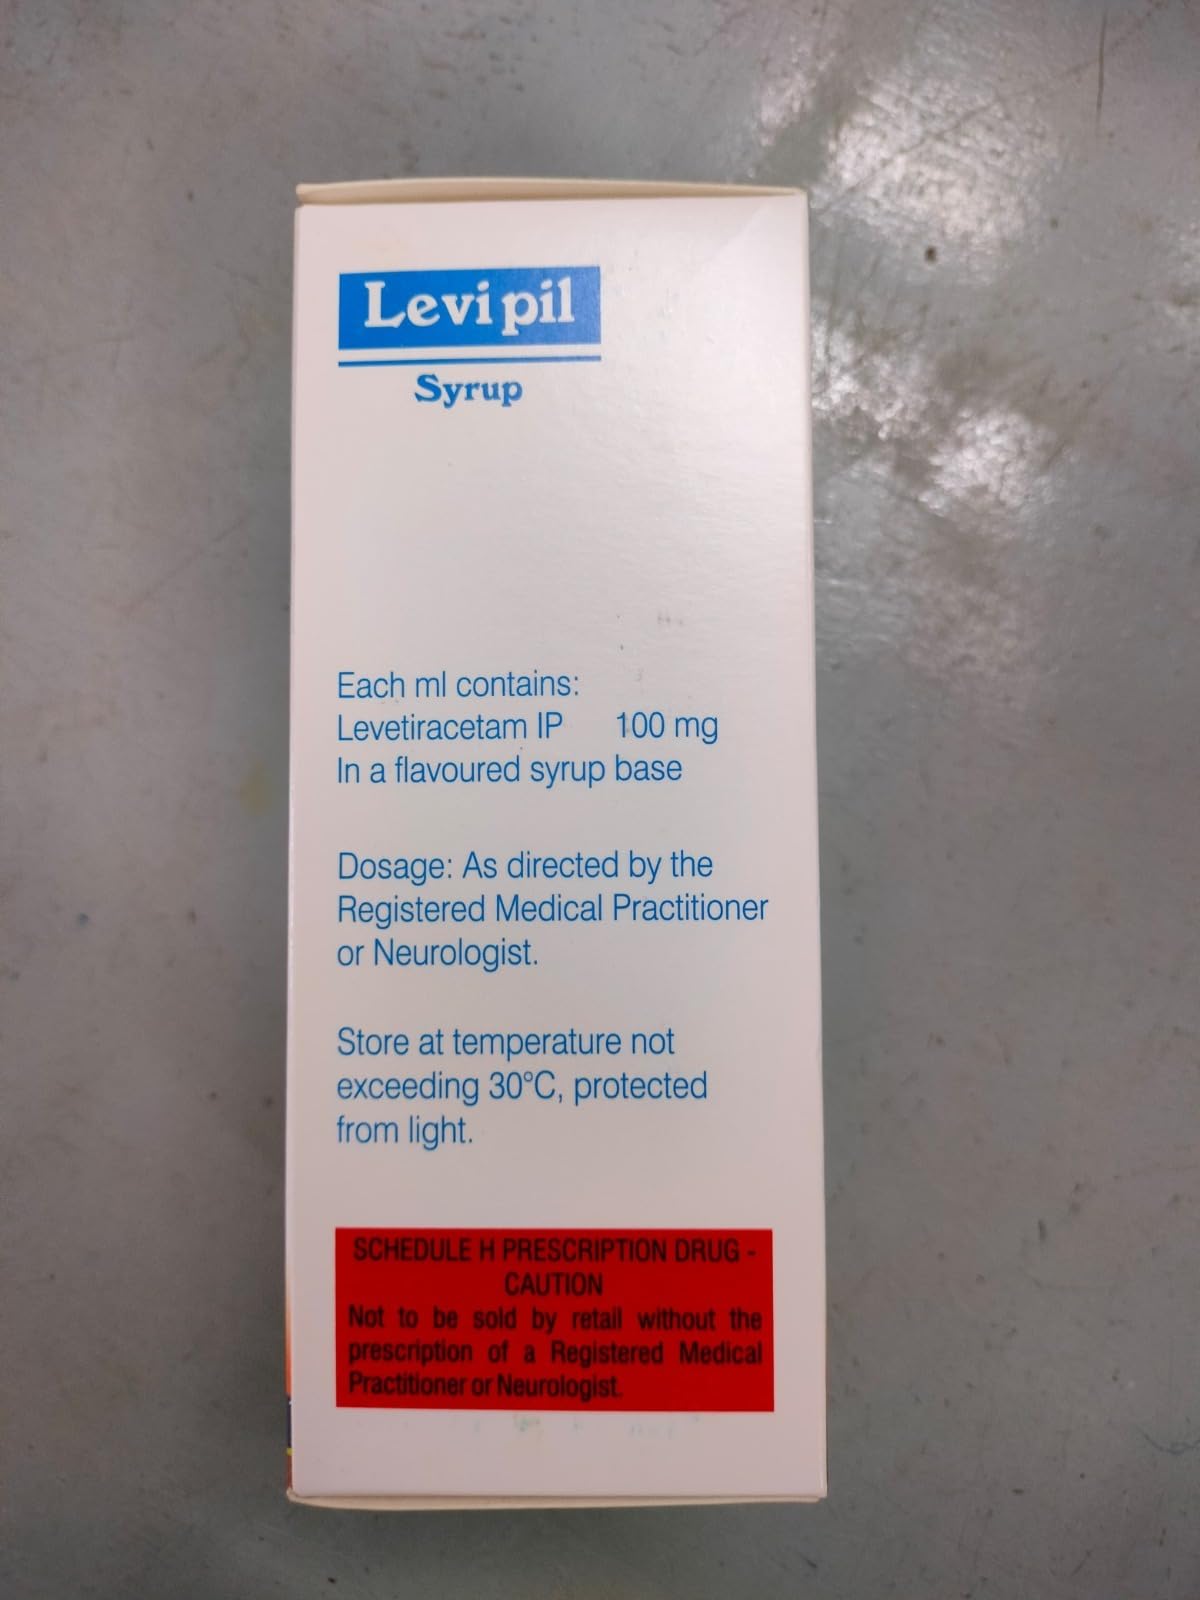 Levipil
Syrup
Each ml contains:
Levetiracetam IP 100 mg
In a flavoured syrup base
Dosage: As directed by the
Registered Medical Practitioner
or Neurologist.
Store at temperature not
exceeding 30°C, protected
from light.
SCHEDULE H PRESCRIPTION DRUG -
CAUTION
Not to be sold by retail without the
prescription of a Registered Medical
Practitioner or Neurologist.